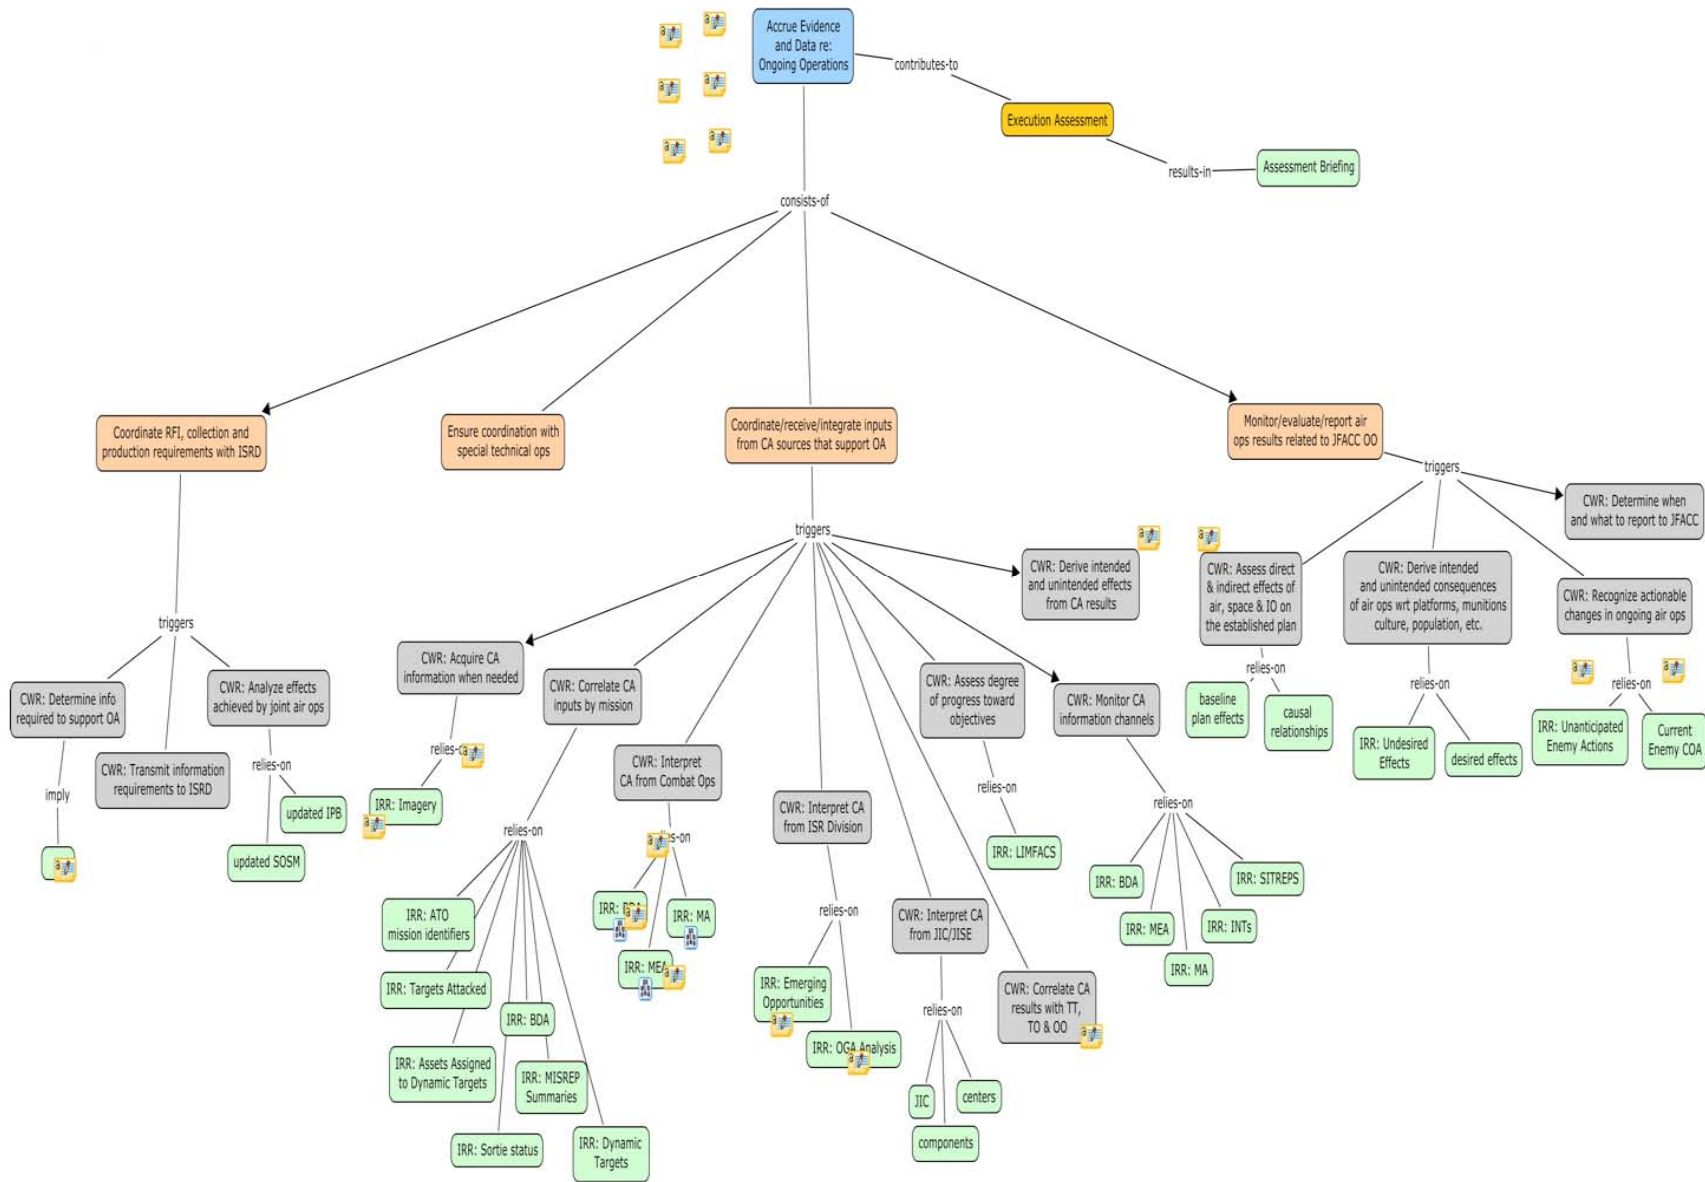 Accrue Evidence
and Data re:
Ongoing Operations
contributes-to
Execution Assessment
results-in
Assessment Briefing
consists-of
Coordinate RFI, collection and
production requirements with ISRD
Ensure coordination with
special technical ops
Coordinate/receive/integrate inputs
from CA sources that support OA
Monitor/evaluate/report air
ops results related to JFACC OO
triggers
CWR: Determine info
required to support OA
imply
CWR: Transmit information
requirements to ISRD
CWR: Analyze effects
achieved by joint air ops
relies-on
updated IPB
updated SOSM
triggers
CWR: Acquire CA
information when needed
IRR: Imagery
CWR: Correlate CA
inputs by mission
relies-on
IRR: ATO
mission identifiers
IRR: Targets Attacked
IRR: BDA
IRR: Assets Assigned
to Dynamic Targets
IRR: MISREP
Summaries
IRR: Sortie status
IRR: Dynamic
Targets
CWR: Interpret
CA from Combat Ops
IRR: BDA
IRR: MA
IRR: MEA
CWR: Interpret CA
from ISR Division
relies-on
IRR: Emerging
Opportunities
IRR: OGA Analysis
CWR: Interpret CA
from JIC/JISE
relies-on
JIC
centers
components
CWR: Correlate CA
results with TT,
TO & OO
CWR: Assess degree
of progress toward
objectives
relies-on
IRR: LIMFACS
CWR: Monitor CA
information channels
relies-on
IRR: BDA
IRR: SITREPS
IRR: MEA
IRR: INTs
IRR: MA
CWR: Derive intended
and unintended effects
from CA results
triggers
CWR: Determine when
and what to report to JFACC
CWR: Assess direct
& indirect effects of
air, space & IO on
the established plan
relies-on
baseline
plan effects
causal
relationships
CWR: Derive intended
and unintended consequences
of air ops wrt platforms, munitions
culture, population, etc.
relies-on
IRR: Undesired
Effects
desired effects
CWR: Recognize actionable
changes in ongoing air ops
relies-on
IRR: Unanticipated
Enemy Actions
Current
Enemy COA